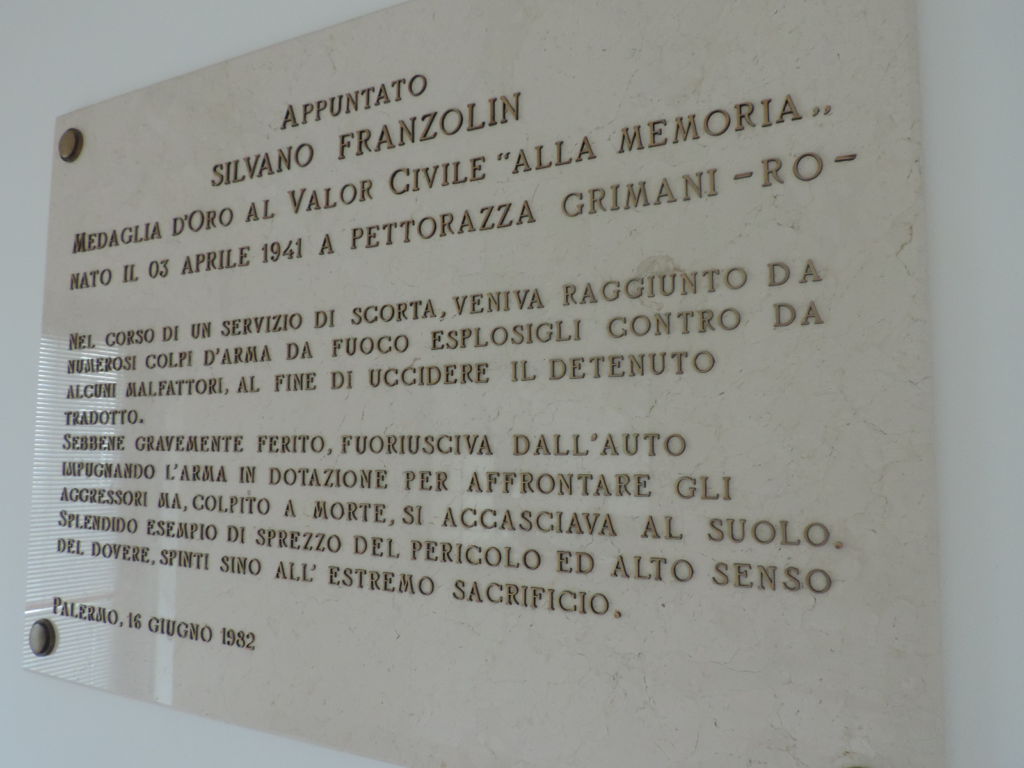 APPUNTATO
SILVANO FRANZOLIN
MEDAGLIA D'ORO AL VALOR CIVILE "ALLA MEMORIA„
NATO IL 03 APRILE 1941 A PETTORAZZA GRIMANI -RO-
NEL CORSO DI UN SERVIZIO DI SCORTA, VENIVA RAGGIUNTO DA
NUMEROSI COLPI D'ARMA DA FUOCO ESPLOSIGLI CONTRO DA
ALCUNI MALFATTORI, AL FINE DI UCCIDERE IL DETENUTO
TRADOTTO.
SEBBENE GRAVEMENTE FERITO, FUORIUSCIVA DALL'AUTO
IMPUGNANDO L'ARMA IN DOTAZIONE PER AFFRONTARE GLI
AGGRESSORI MA, COLPITO A MORTE, SI ACCASCIAVA AL SUOLO.
SPLENDIDO ESEMPIO DI SPREZZO DEL PERICOLO ED ALTO SENSO
DEL DOVERE, SPINTI SINO ALL' ESTREMO SACRIFICIO.
PALERMO, 16 GIUGNO 1982